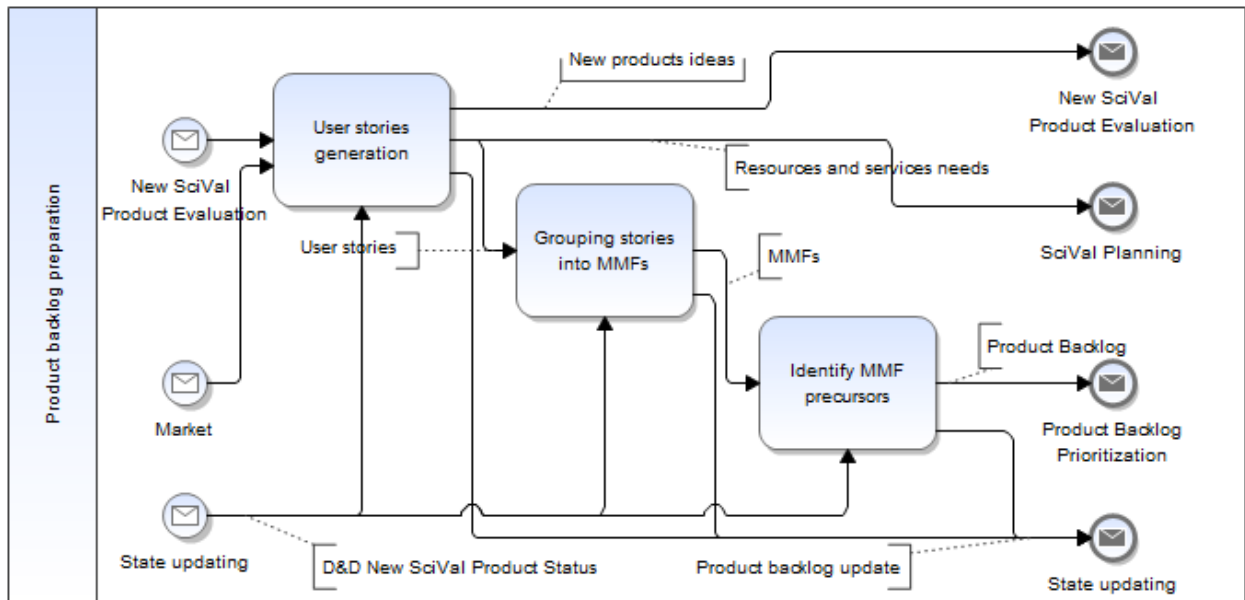 Product backlog preparation
New products ideas
New SciVal
Product Evaluation
User stories
generation
New SciVal
Product Evaluation
Resources and services needs
User stories
Grouping stories
into MMFs
MMFs
SciVal Planning
Market
Identify MMF
precursors
Product Backlog
Product Backlog
Prioritization
State updating
D&D New SciVal Product Status
Product backlog update
State updating